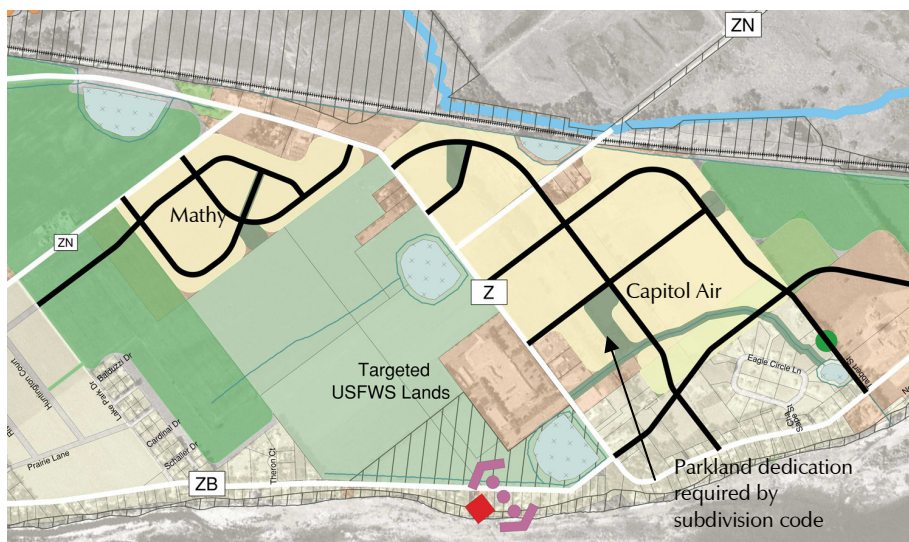 ZN
Mathy
ZN
Z
Capitol Air
Targeted
USFWS Lands
Eagle Circle Ln
Huntington Court
Lake Park Dr
Balduzzi Dr
Cardinal Dr
Schaller Dr
Prairie Lane
Theron Ct
ZB
Parkland dedication
required by
subdivision code